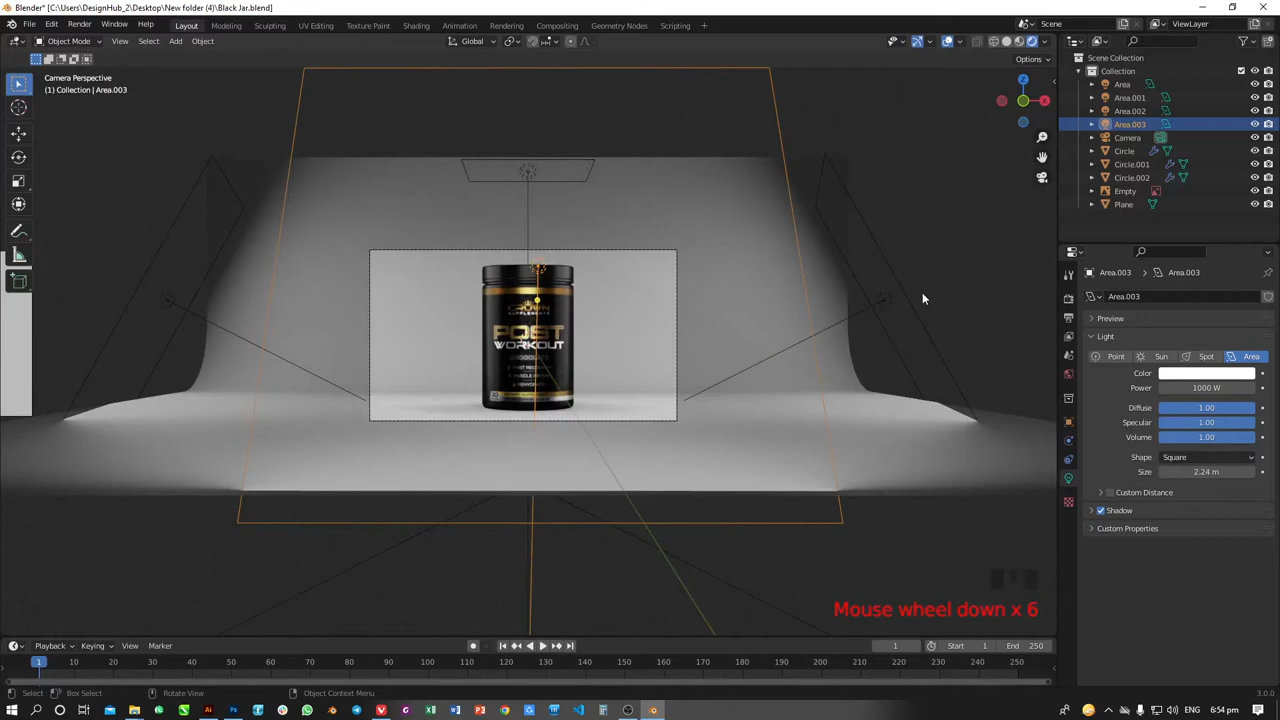 Blender* [C:\Users\DesignHub_2\Desktop\New folder (4)\Black Jar.blend]
File Edit Render Window Help Layout Modeling Sculpting UV Editing Texture Paint Shading Animation Rendering Compositing Geometry Nodes Scripting + Scene ViewLayer
Object Mode View Select Add Object Global
Options
Camera Perspective
(1) Collection | Area.003
Z
X
CROWN
SUPPLEMENTS
POST
WORKOUT
CHOCOLATE
FAST RECOVERY
REHYDRATE
Mouse wheel down x 6
Scene Collection
Collection
Area
Area.001
Area.002
Area.003
Camera
Circle
Circle.001
Circle.002
Empty
Plane
Area.003 > Area.003
Area.003
Preview
Light
Point Sun Spot Area
Color
Power 1000 W
Diffuse 1.00
Specular 1.00
Volume 1.00
Shape Square
Size 2.24 m
Custom Distance
Shadow
Custom Properties
Playback Keying View Marker 1 Start 1 End 250
1 10 20 30 40 50 60 70 80 90 100 110 120 130 140 150 160 170 180 190 200 210 220 230 240 250
Select Box Select Rotate View Object Context Menu 3.0.0
ENG 6:54 pm